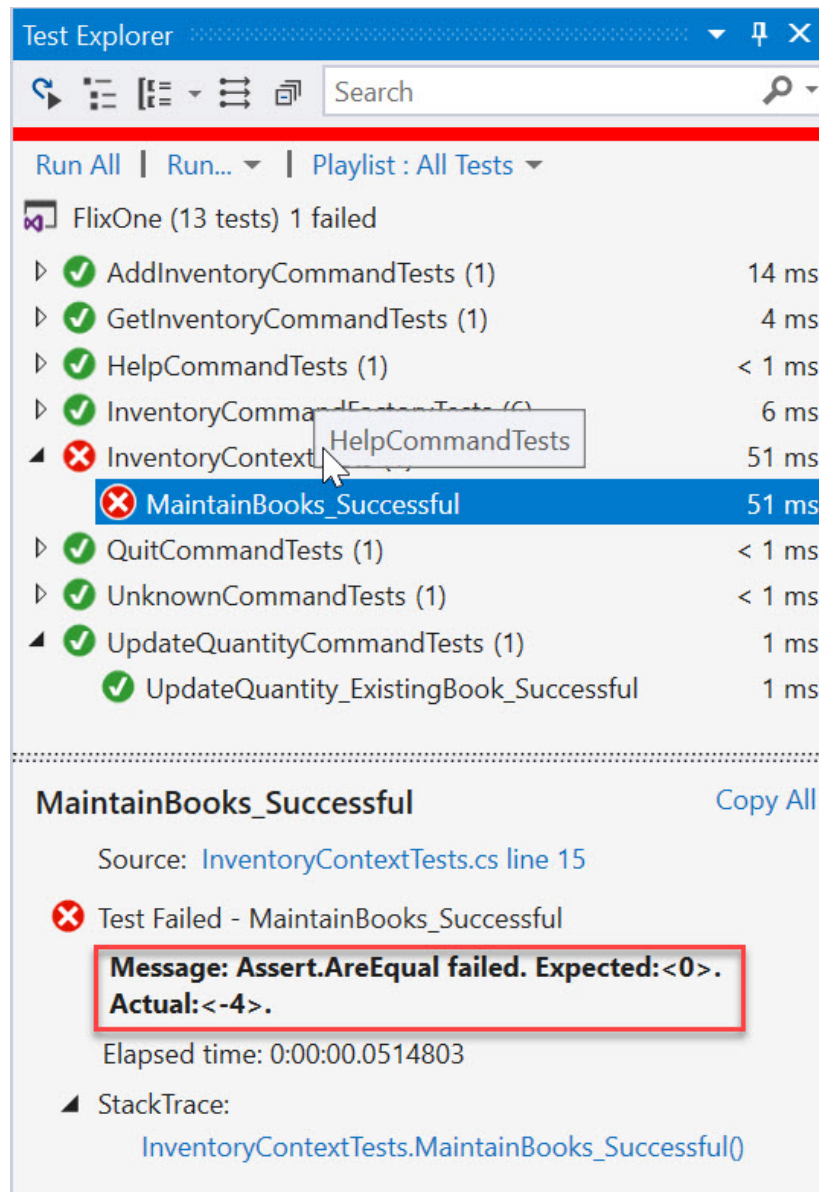 Test Explorer
Search
Run All | Run... | Playlist : All Tests
FlixOne (13 tests) 1 failed
AddInventoryCommandTests (1) 14 ms
GetInventoryCommandTests (1) 4 ms
HelpCommandTests (1) < 1 ms
InventoryCommandFactoryTests (6) 6 ms
HelpCommandTests
InventoryContext 51 ms
MaintainBooks_Successful 51 ms
QuitCommandTests (1) < 1 ms
UnknownCommandTests (1) < 1 ms
UpdateQuantityCommandTests (1) 1 ms
UpdateQuantity_ExistingBook_Successful 1 ms
MaintainBooks_Successful Copy All
Source: InventoryContextTests.cs line 15
Test Failed - MaintainBooks_Successful
Message: Assert.AreEqual failed. Expected:<0>.
Actual:<-4>.
Elapsed time: 0:00:00.0514803
StackTrace:
InventoryContextTests.MaintainBooks_Successful()